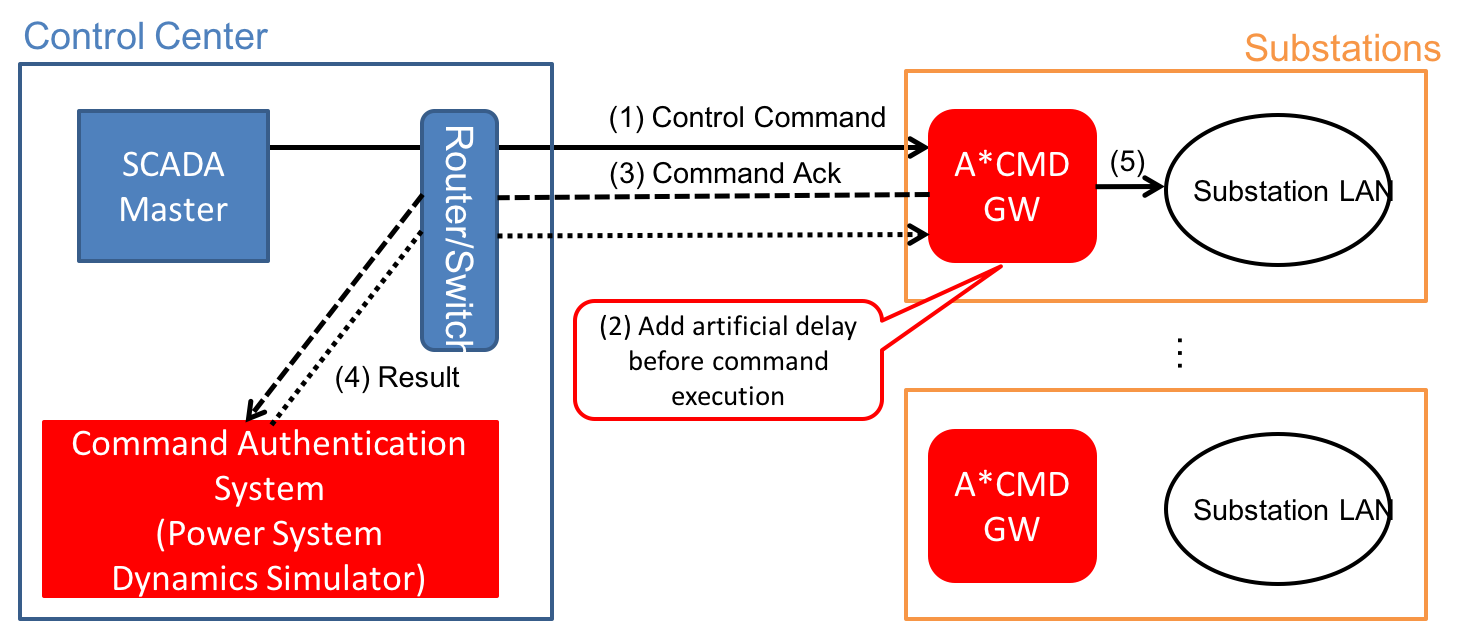 Control Center
Substations
SCADA
Master
Router/Switch
(1) Control Command
(3) Command Ack
A*CMD
GW
(5)
Substation LAN
(2) Add artificial delay
before command
execution
(4) Result
Command Authentication
System
(Power System
Dynamics Simulator)
...
A*CMD
GW
Substation LAN